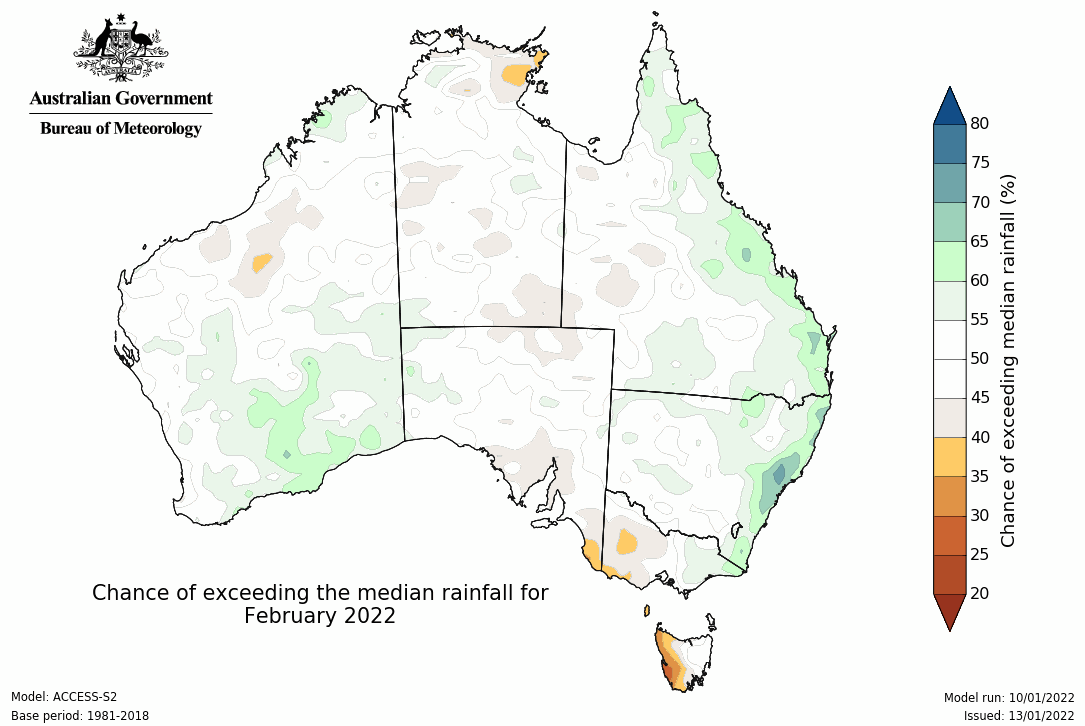 Australian Government
Bureau of Meteorology
80
75
70
65
60
55
50
45
40
35
30
25
20
Chance of exceeding median rainfall (%)
Chance of exceeding the median rainfall for
February 2022
Model: ACCESS-S2
Base period: 1981-2018
Model run: 10/01/2022
Issued: 13/01/2022